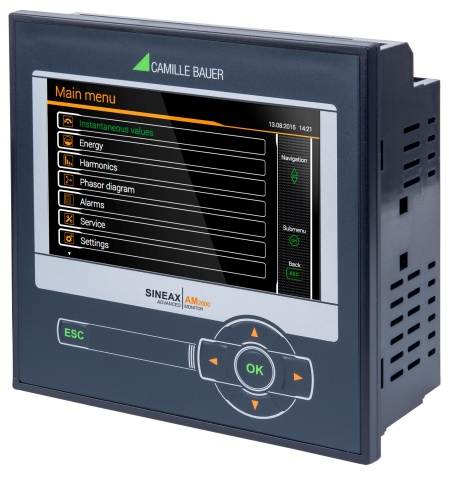 CAMILLE BAUER
Main menu
13.08.2015 14:21
Instantaneous values
Energy
Harmonics
Phasor diagram
Alarms
Service
Settings
Navigation
Submenu
OK
Back
ESC
SINEAX AM2000
ADVANCED MONITOR
ESC
OK